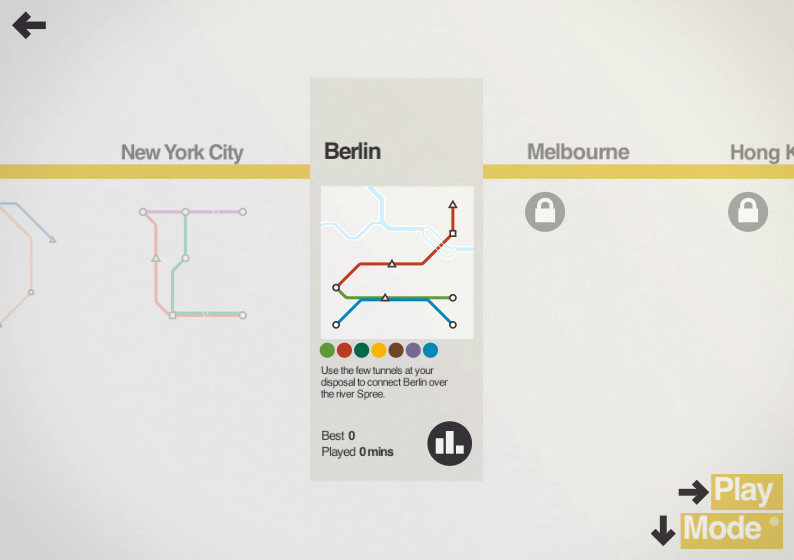 New York City
Berlin
Melbourne
Hong K
Use the few tunnels at your
disposal to connect Berlin over
the river Spree.
Best 0
Played 0 mins
Play
Mode